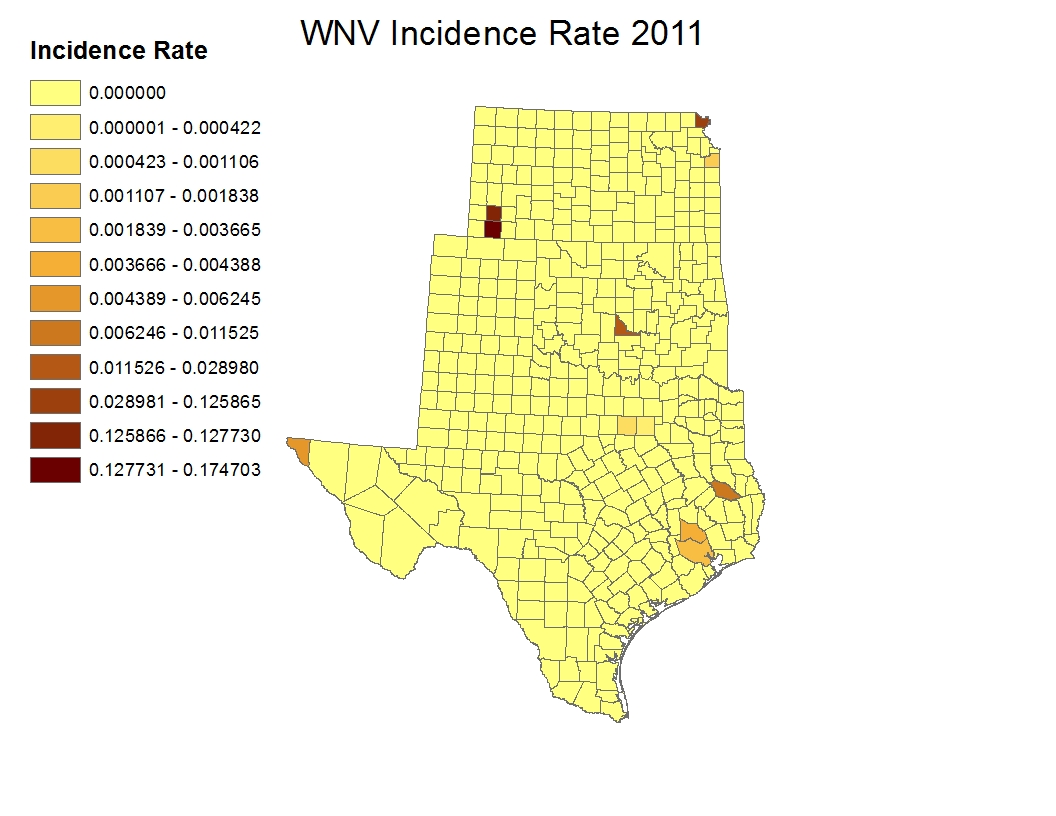 WNV Incidence Rate 2011
Incidence Rate
0.000000
0.000001 - 0.000422
0.000423 - 0.001106
0.001107 - 0.001838
0.001839 - 0.003665
0.003666 - 0.004388
0.004389 - 0.006245
0.006246 - 0.011525
0.011526 - 0.028980
0.028981 - 0.125865
0.125866 - 0.127730
0.127731 - 0.174703